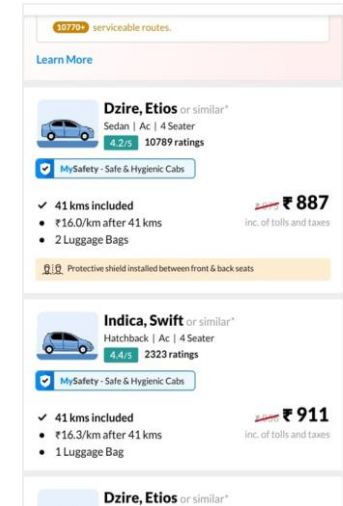 10770+ serviceable routes.
Learn More
Dzire, Etios or similar*
Sedan | Ac | 4 Seater
4.2/5 10789 ratings
MySafety - Safe & Hygienic Cabs
✓ 41 kms included
₹887
• ₹16.0/km after 41 kms
inc. of tolls and taxes
• 2 Luggage Bags
Protective shield installed between front & back seats
Indica, Swift or similar*
Hatchback | Ac | 4 Seater
4.4/5 2323 ratings
MySafety - Safe & Hygienic Cabs
✓ 41 kms included
₹911
• ₹16.3/km after 41 kms
inc. of tolls and taxes
• 1 Luggage Bag
Dzire, Etios or similar*